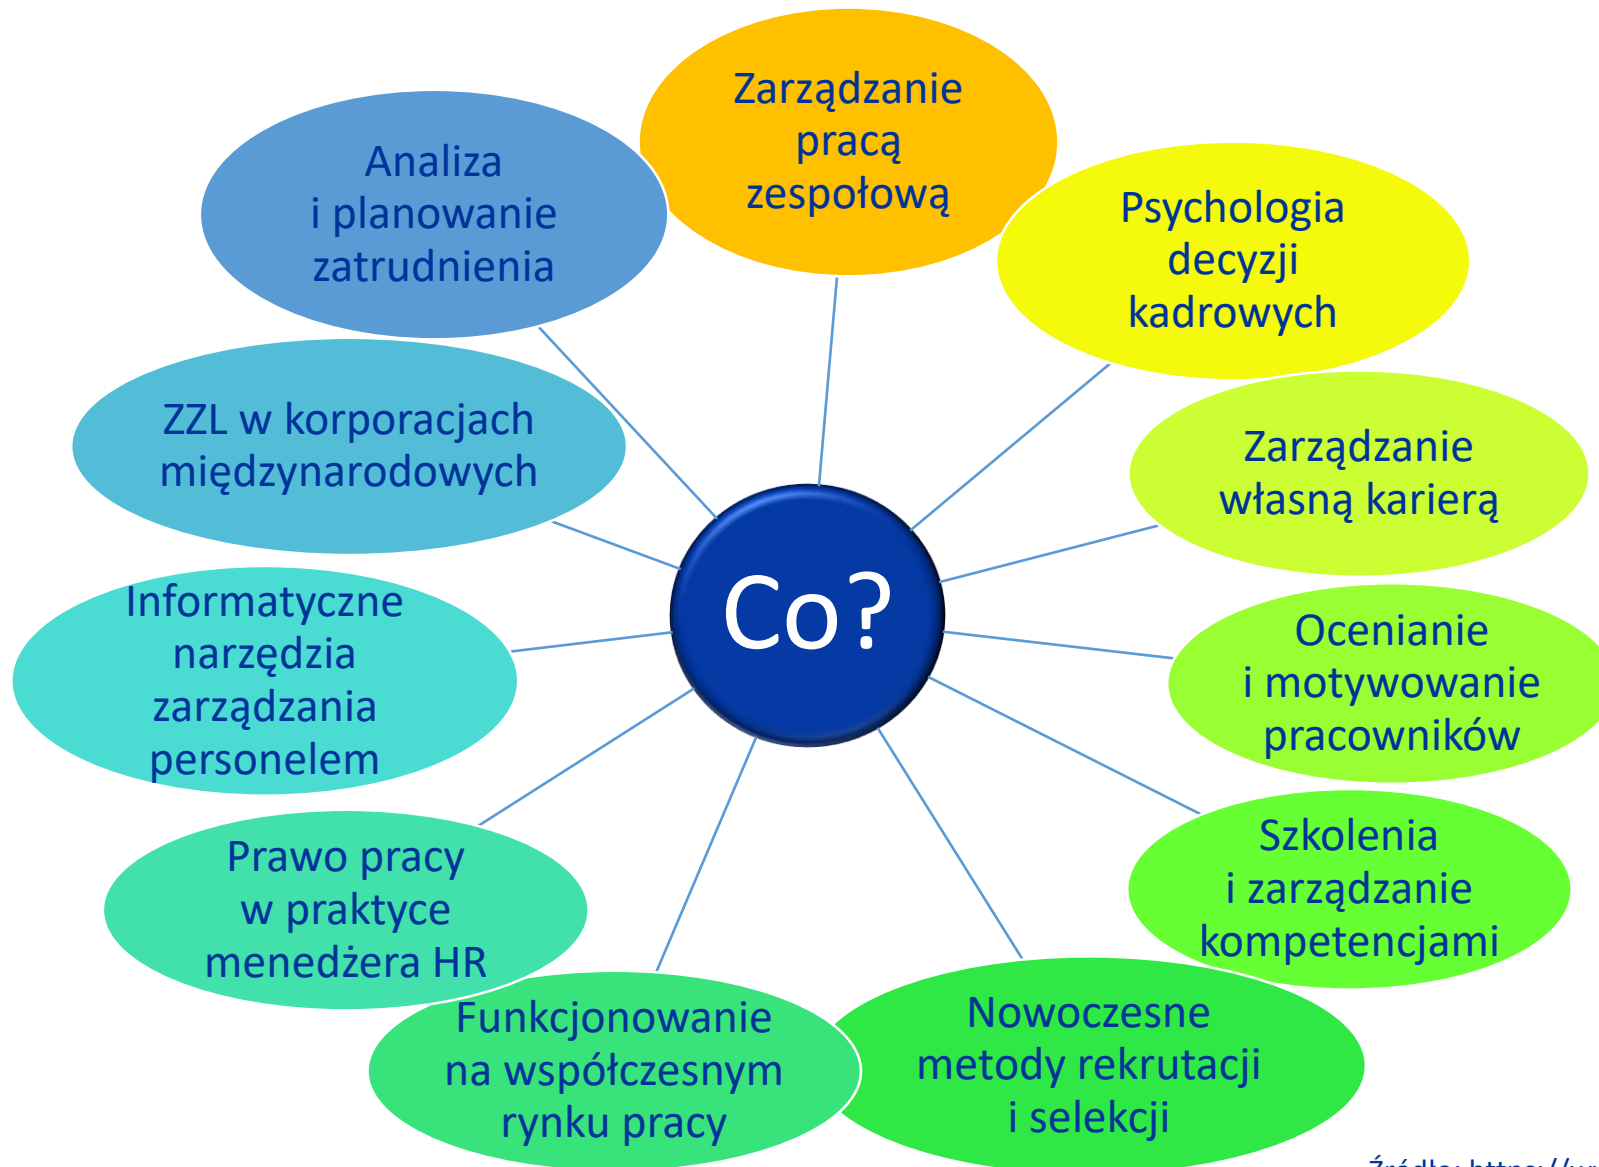 Zarządzanie
pracą
zespołową
Psychologia
decyzji
kadrowych
Zarządzanie
własną karierą
Ocenianie
i motywowanie
pracowników
Szkolenia
i zarządzanie
kompetencjami
Nowoczesne
metody rekrutacji
i selekcji
Funkcjonowanie
na współczesnym
rynku pracy
Prawo pracy
w praktyce
menedżera HR
Informatyczne
narzędzia
zarządzania
personelem
ZZL w korporacjach
międzynarodowych
Analiza
i planowanie
zatrudnienia
Co?